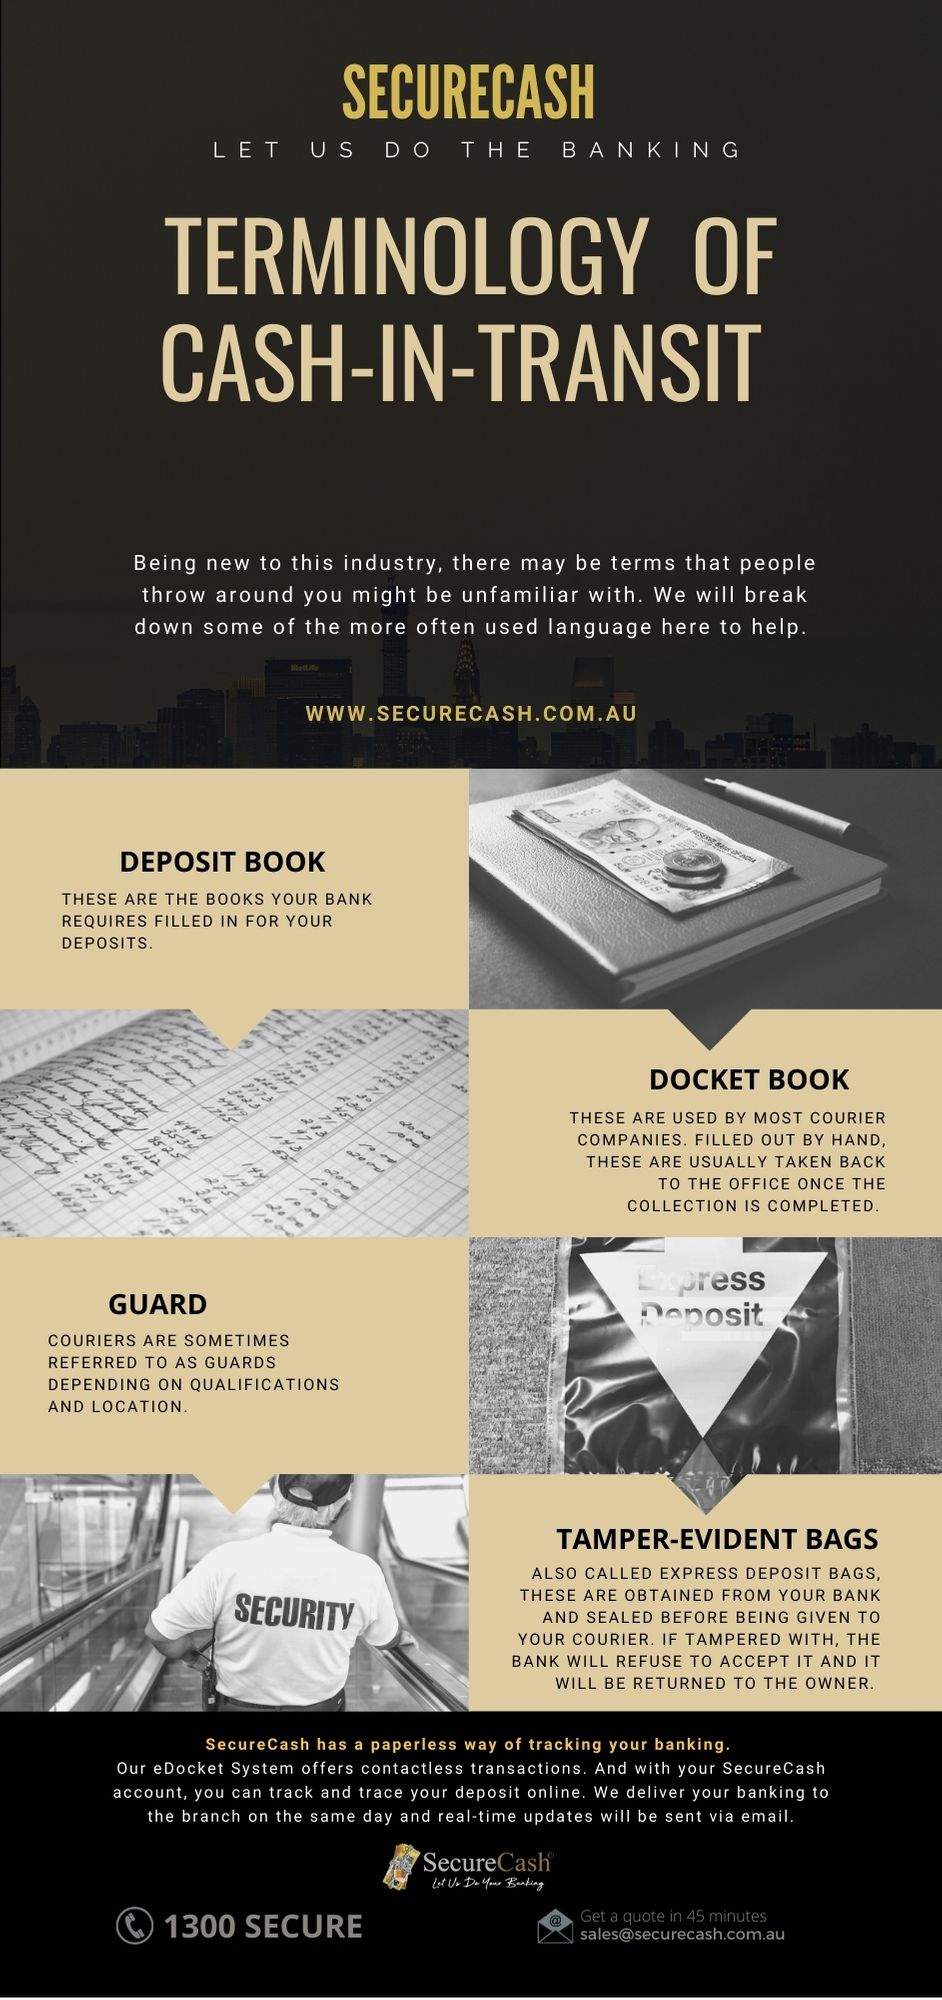 SECURECASH
LET US DO THE BANKING
TERMINOLOGY OF
CASH-IN-TRANSIT
Being new to this industry, there may be terms that people
throw around you might be unfamiliar with. We will break
down some of the more often used language here to help.
MetLife
WWW.SECURECASH.COM.AU
DEPOSIT BOOK
THESE ARE THE BOOKS YOUR BANK
REQUIRES FILLED IN FOR YOUR
DEPOSITS.
DOCKET BOOK
THESE ARE USED BY MOST COURIER
COMPANIES. FILLED OUT BY HAND,
THESE ARE USUALLY TAKEN BACK
TO THE OFFICE ONCE THE
COLLECTION IS COMPLETED.
GUARD
COURIERS ARE SOMETIMES
REFERRED TO AS GUARDS
DEPENDING ON QUALIFICATIONS
AND LOCATION.
Express
Deposit
SECURITY
TAMPER-EVIDENT BAGS
ALSO CALLED EXPRESS DEPOSIT BAGS,
THESE ARE OBTAINED FROM YOUR BANK
AND SEALED BEFORE BEING GIVEN TO
YOUR COURIER. IF TAMPERED WITH, THE
BANK WILL REFUSE TO ACCEPT IT AND IT
WILL BE RETURNED TO THE OWNER.
SecureCash has a paperless way of tracking your banking.
Our eDocket System offers contactless transactions. And with your SecureCash
account, you can track and trace your deposit online. We deliver your banking to
the branch on the same day and real-time updates will be sent via email.
SecureCash©
Let Us Do Your Banking
1300 SECURE
Get a quote in 45 minutes
sales@securecash.com.au